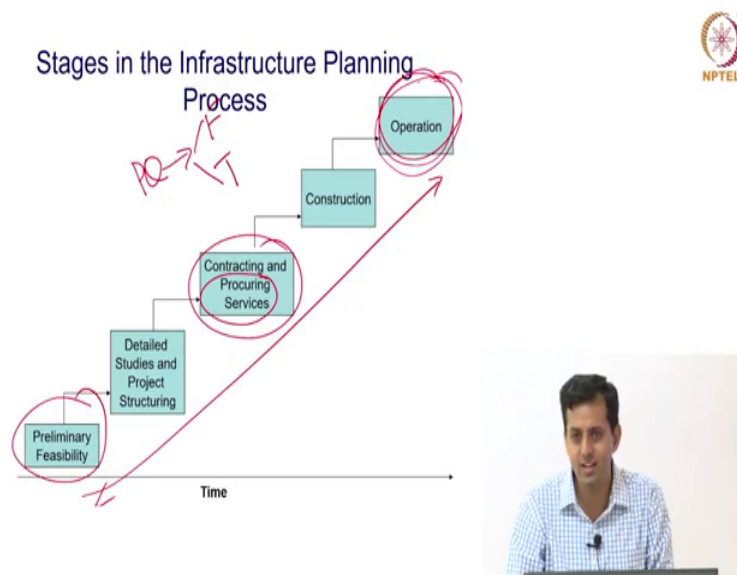 Stages in the Infrastructure Planning
Process
NPTEL
PQ
F
T
Operation
Construction
Contracting and
Procuring
Services
Detailed
Studies and
Project
Structuring
Preliminary
Feasibility
Time